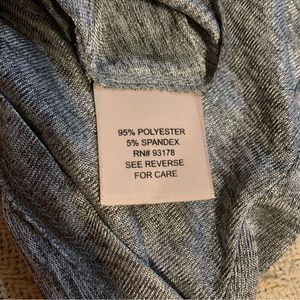 95% POLYESTER
5% SPANDEX
RN# 93178
SEE REVERSE
FOR CARE